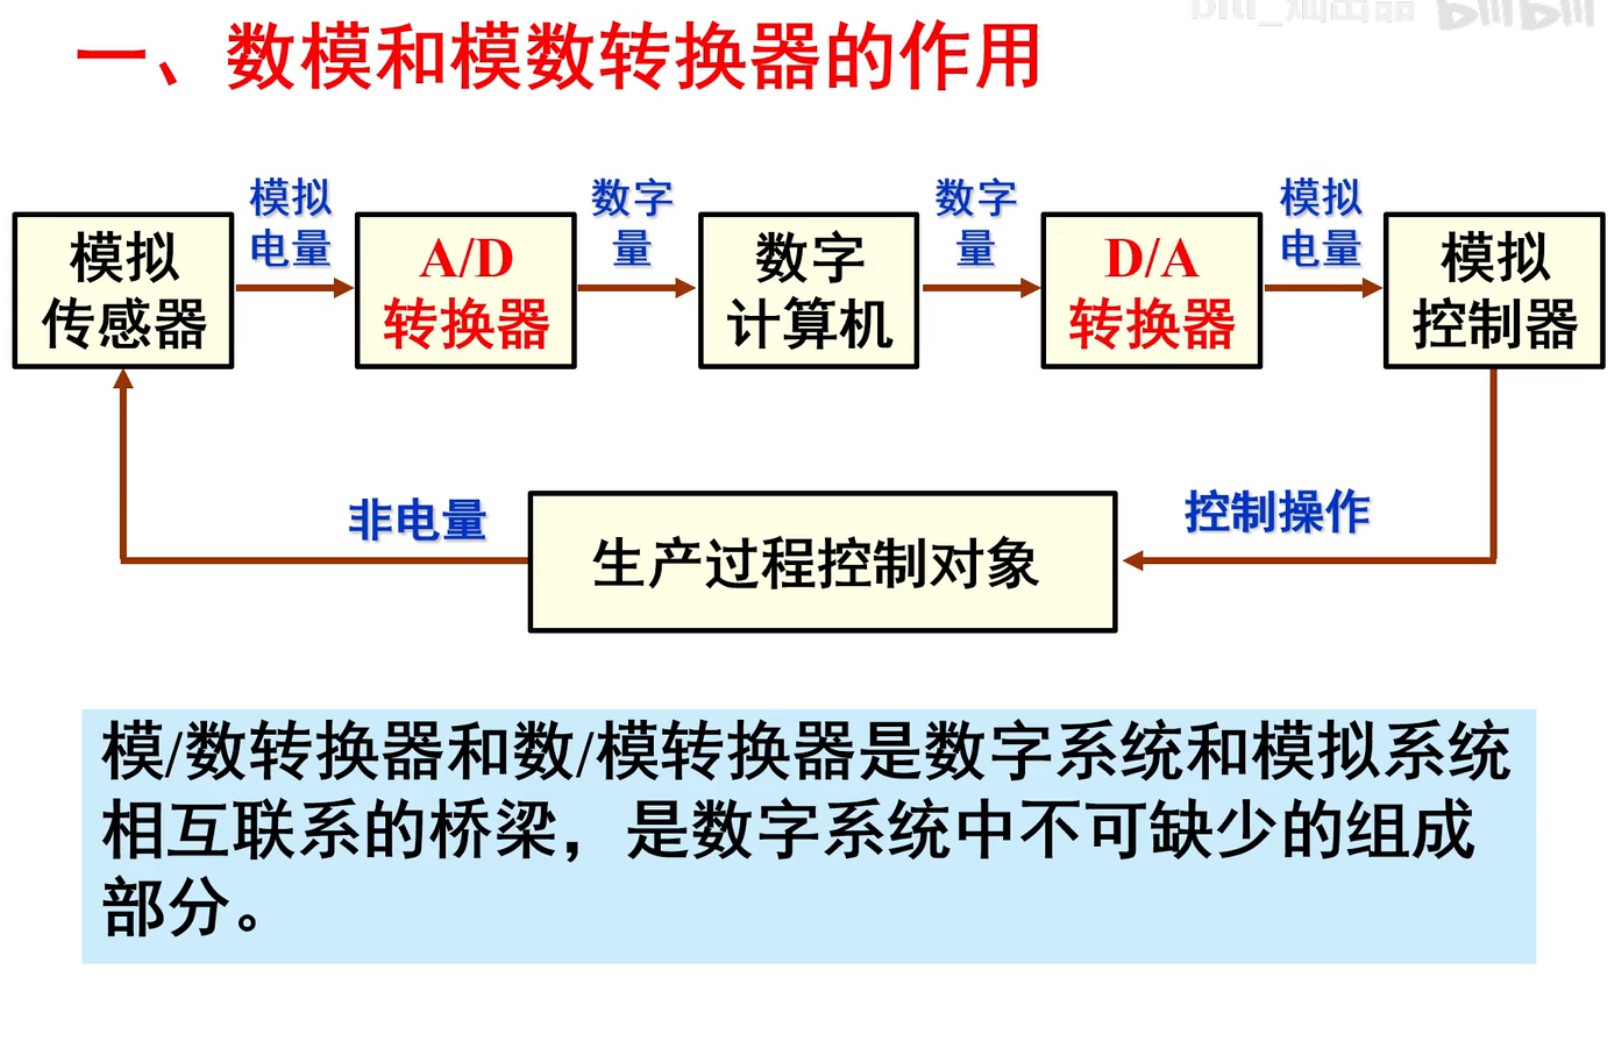 bilibili
一、数模和模数转换器的作用
模拟
电量
数字
量
数字
量
模拟
电量
模拟
传感器
A/D
转换器
数字
计算机
D/A
转换器
模拟
控制器
非电量
生产过程控制对象
控制操作
模/数转换器和数/模转换器是数字系统和模拟系统
相互联系的桥梁，是数字系统中不可缺少的组成
部分。